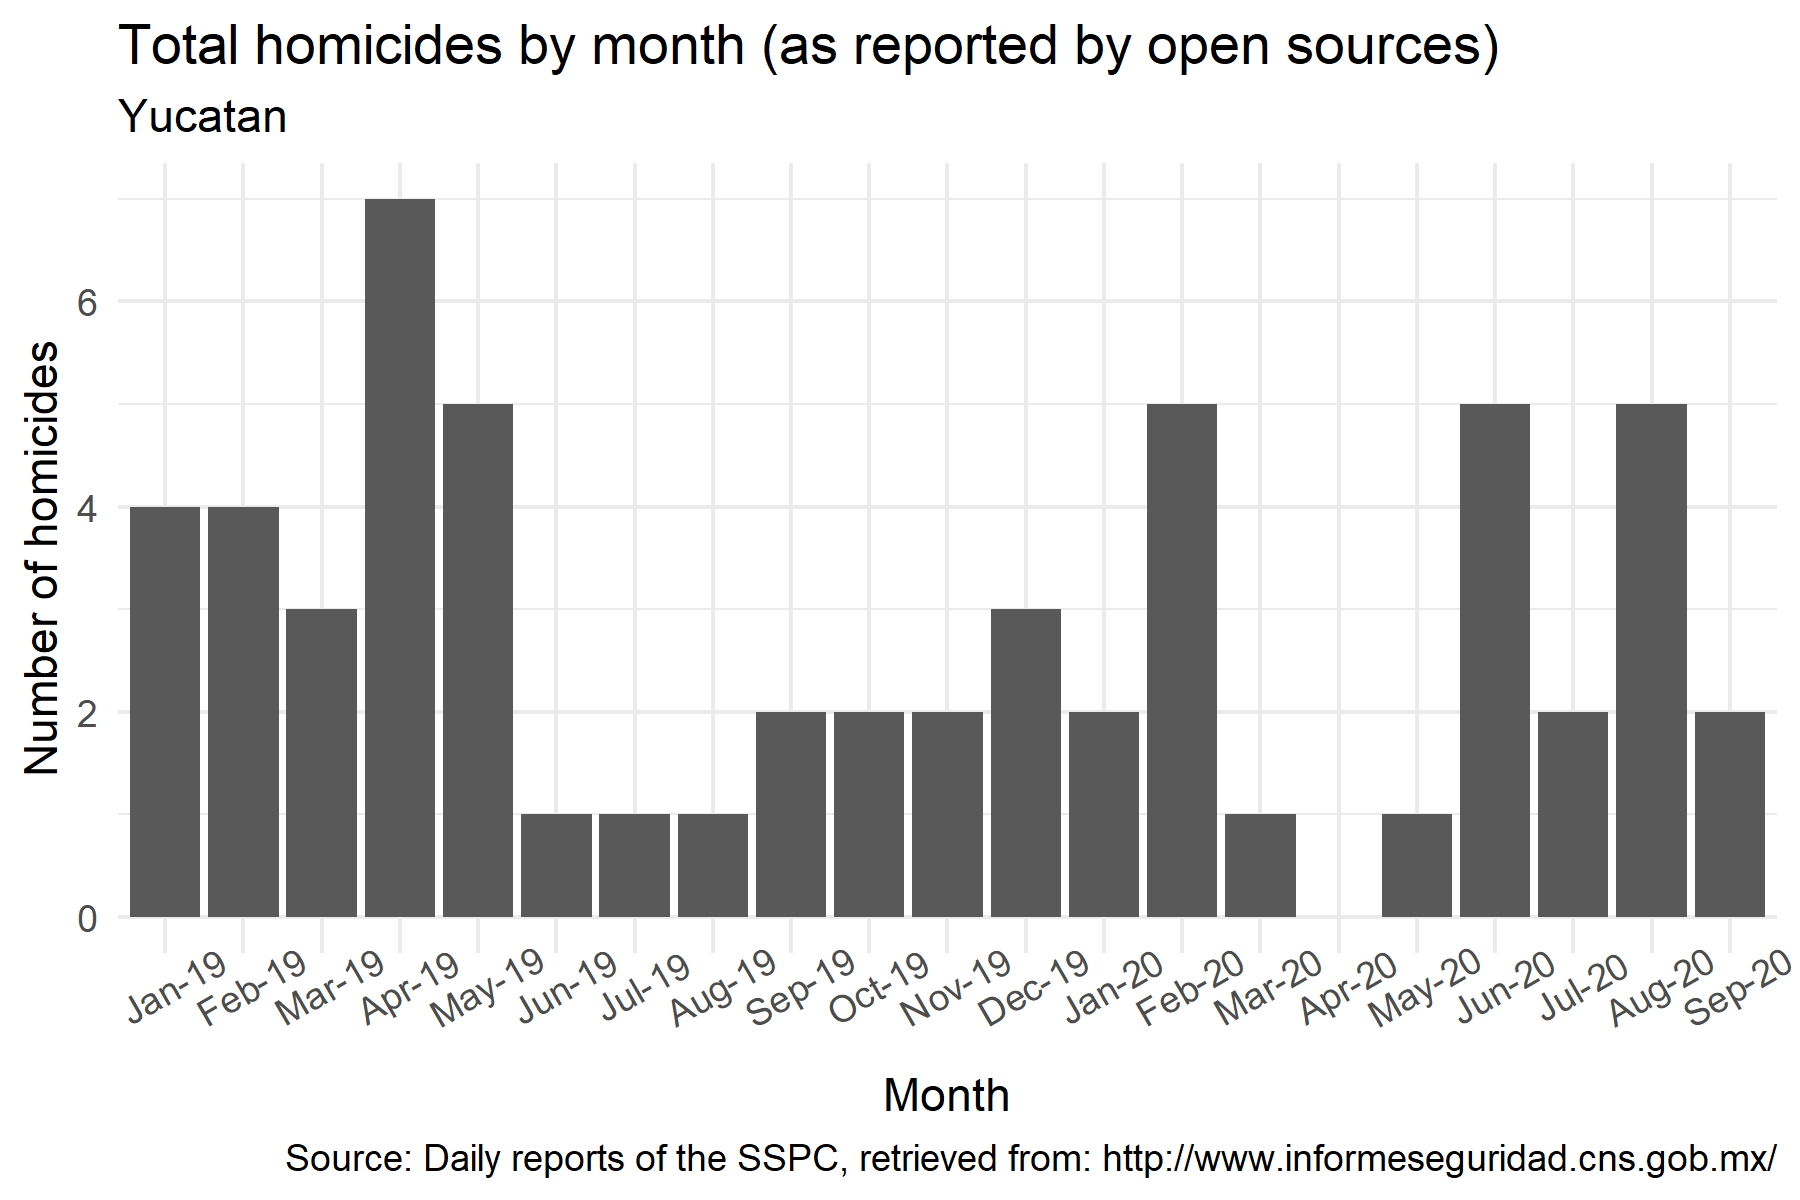 Total homicides by month (as reported by open sources)
Yucatan
Number of homicides
6
4
2
0
Jan-19
Feb-19
Mar-19
Apr-19
May-19
Jun-19
Jul-19
Aug-19
Sep-19
Oct-19
Nov-19
Dec-19
Jan-20
Feb-20
Mar-20
Apr-20
May-20
Jun-20
Jul-20
Aug-20
Sep-20
Month
Source: Daily reports of the SSPC, retrieved from: http://www.informeseguridad.cns.gob.mx/